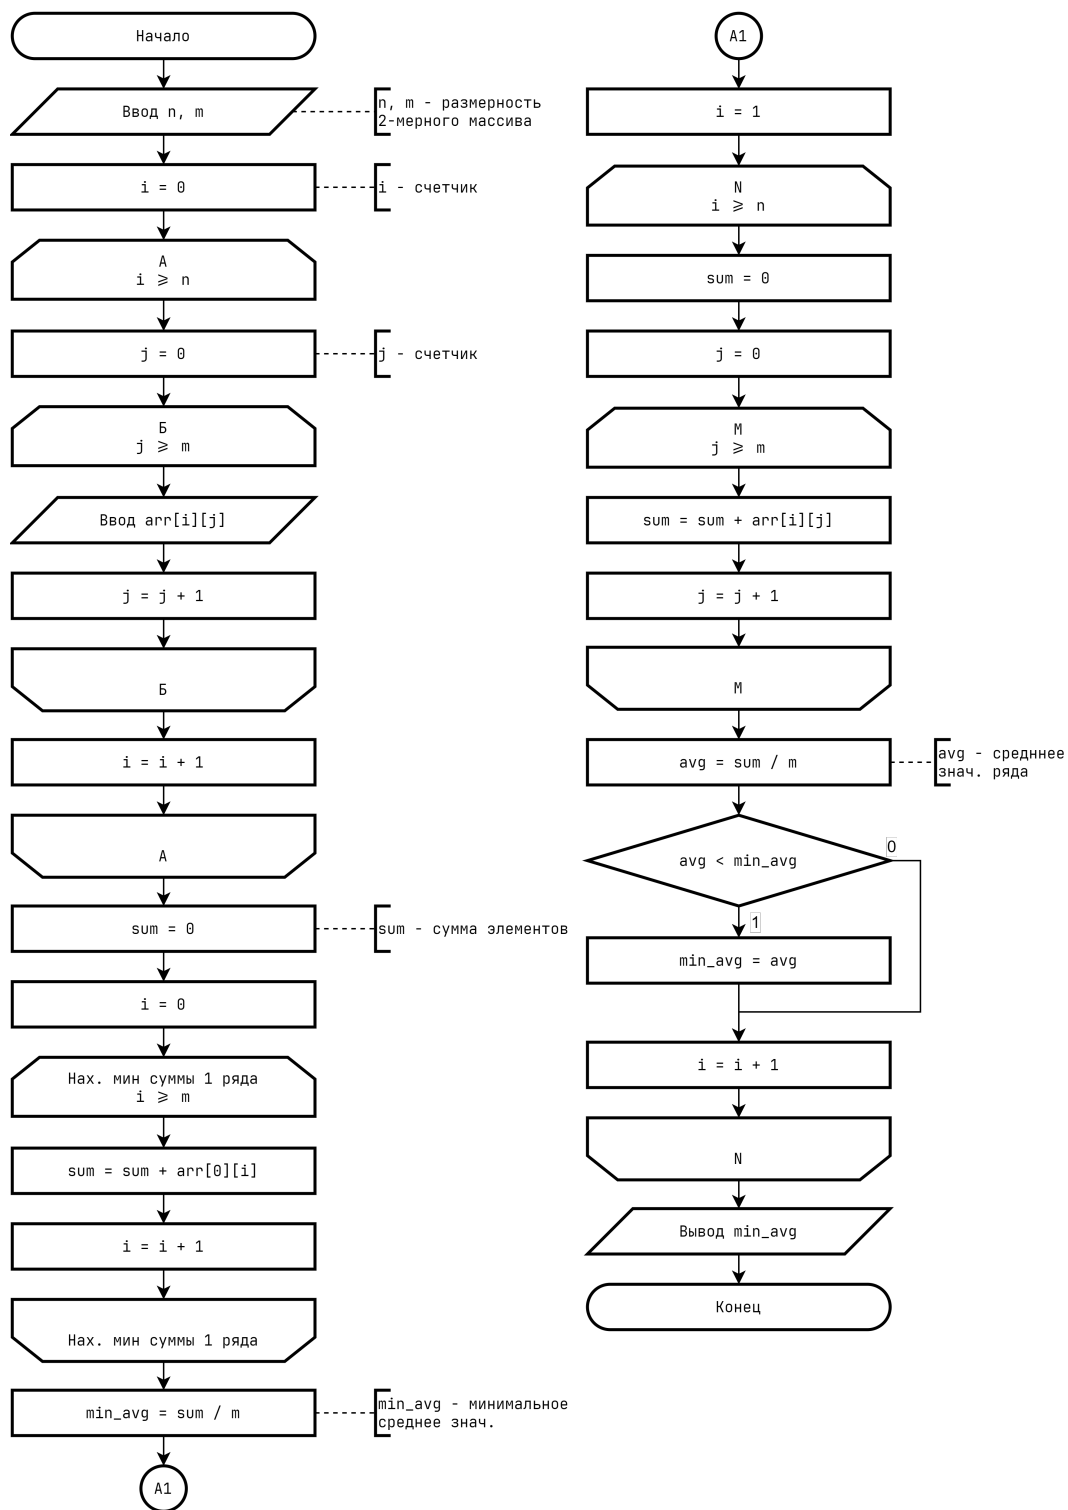 Начало
Ввод n, m
n, m - размерность
2-мерного массива
i = 0
i - счетчик
А
i ⩾ n
j = 0
j - счетчик
Б
j ⩾ m
Ввод arr[i][j]
j = j + 1
Б
i = i + 1
А
sum = 0
sum - сумма элементов
i = 0
Нах. мин суммы 1 ряда
i ⩾ m
sum = sum + arr[0][i]
i = i + 1
Нах. мин суммы 1 ряда
min_avg = sum / m
min_avg - минимальное
среднее знач.
A1
A1
i = 1
N
i ⩾ n
sum = 0
j = 0
M
j ⩾ m
sum = sum + arr[i][j]
j = j + 1
M
avg = sum / m
avg - средннее
знач. ряда
avg < min_avg
0
1
min_avg = avg
i = i + 1
N
Вывод min_avg
Конец